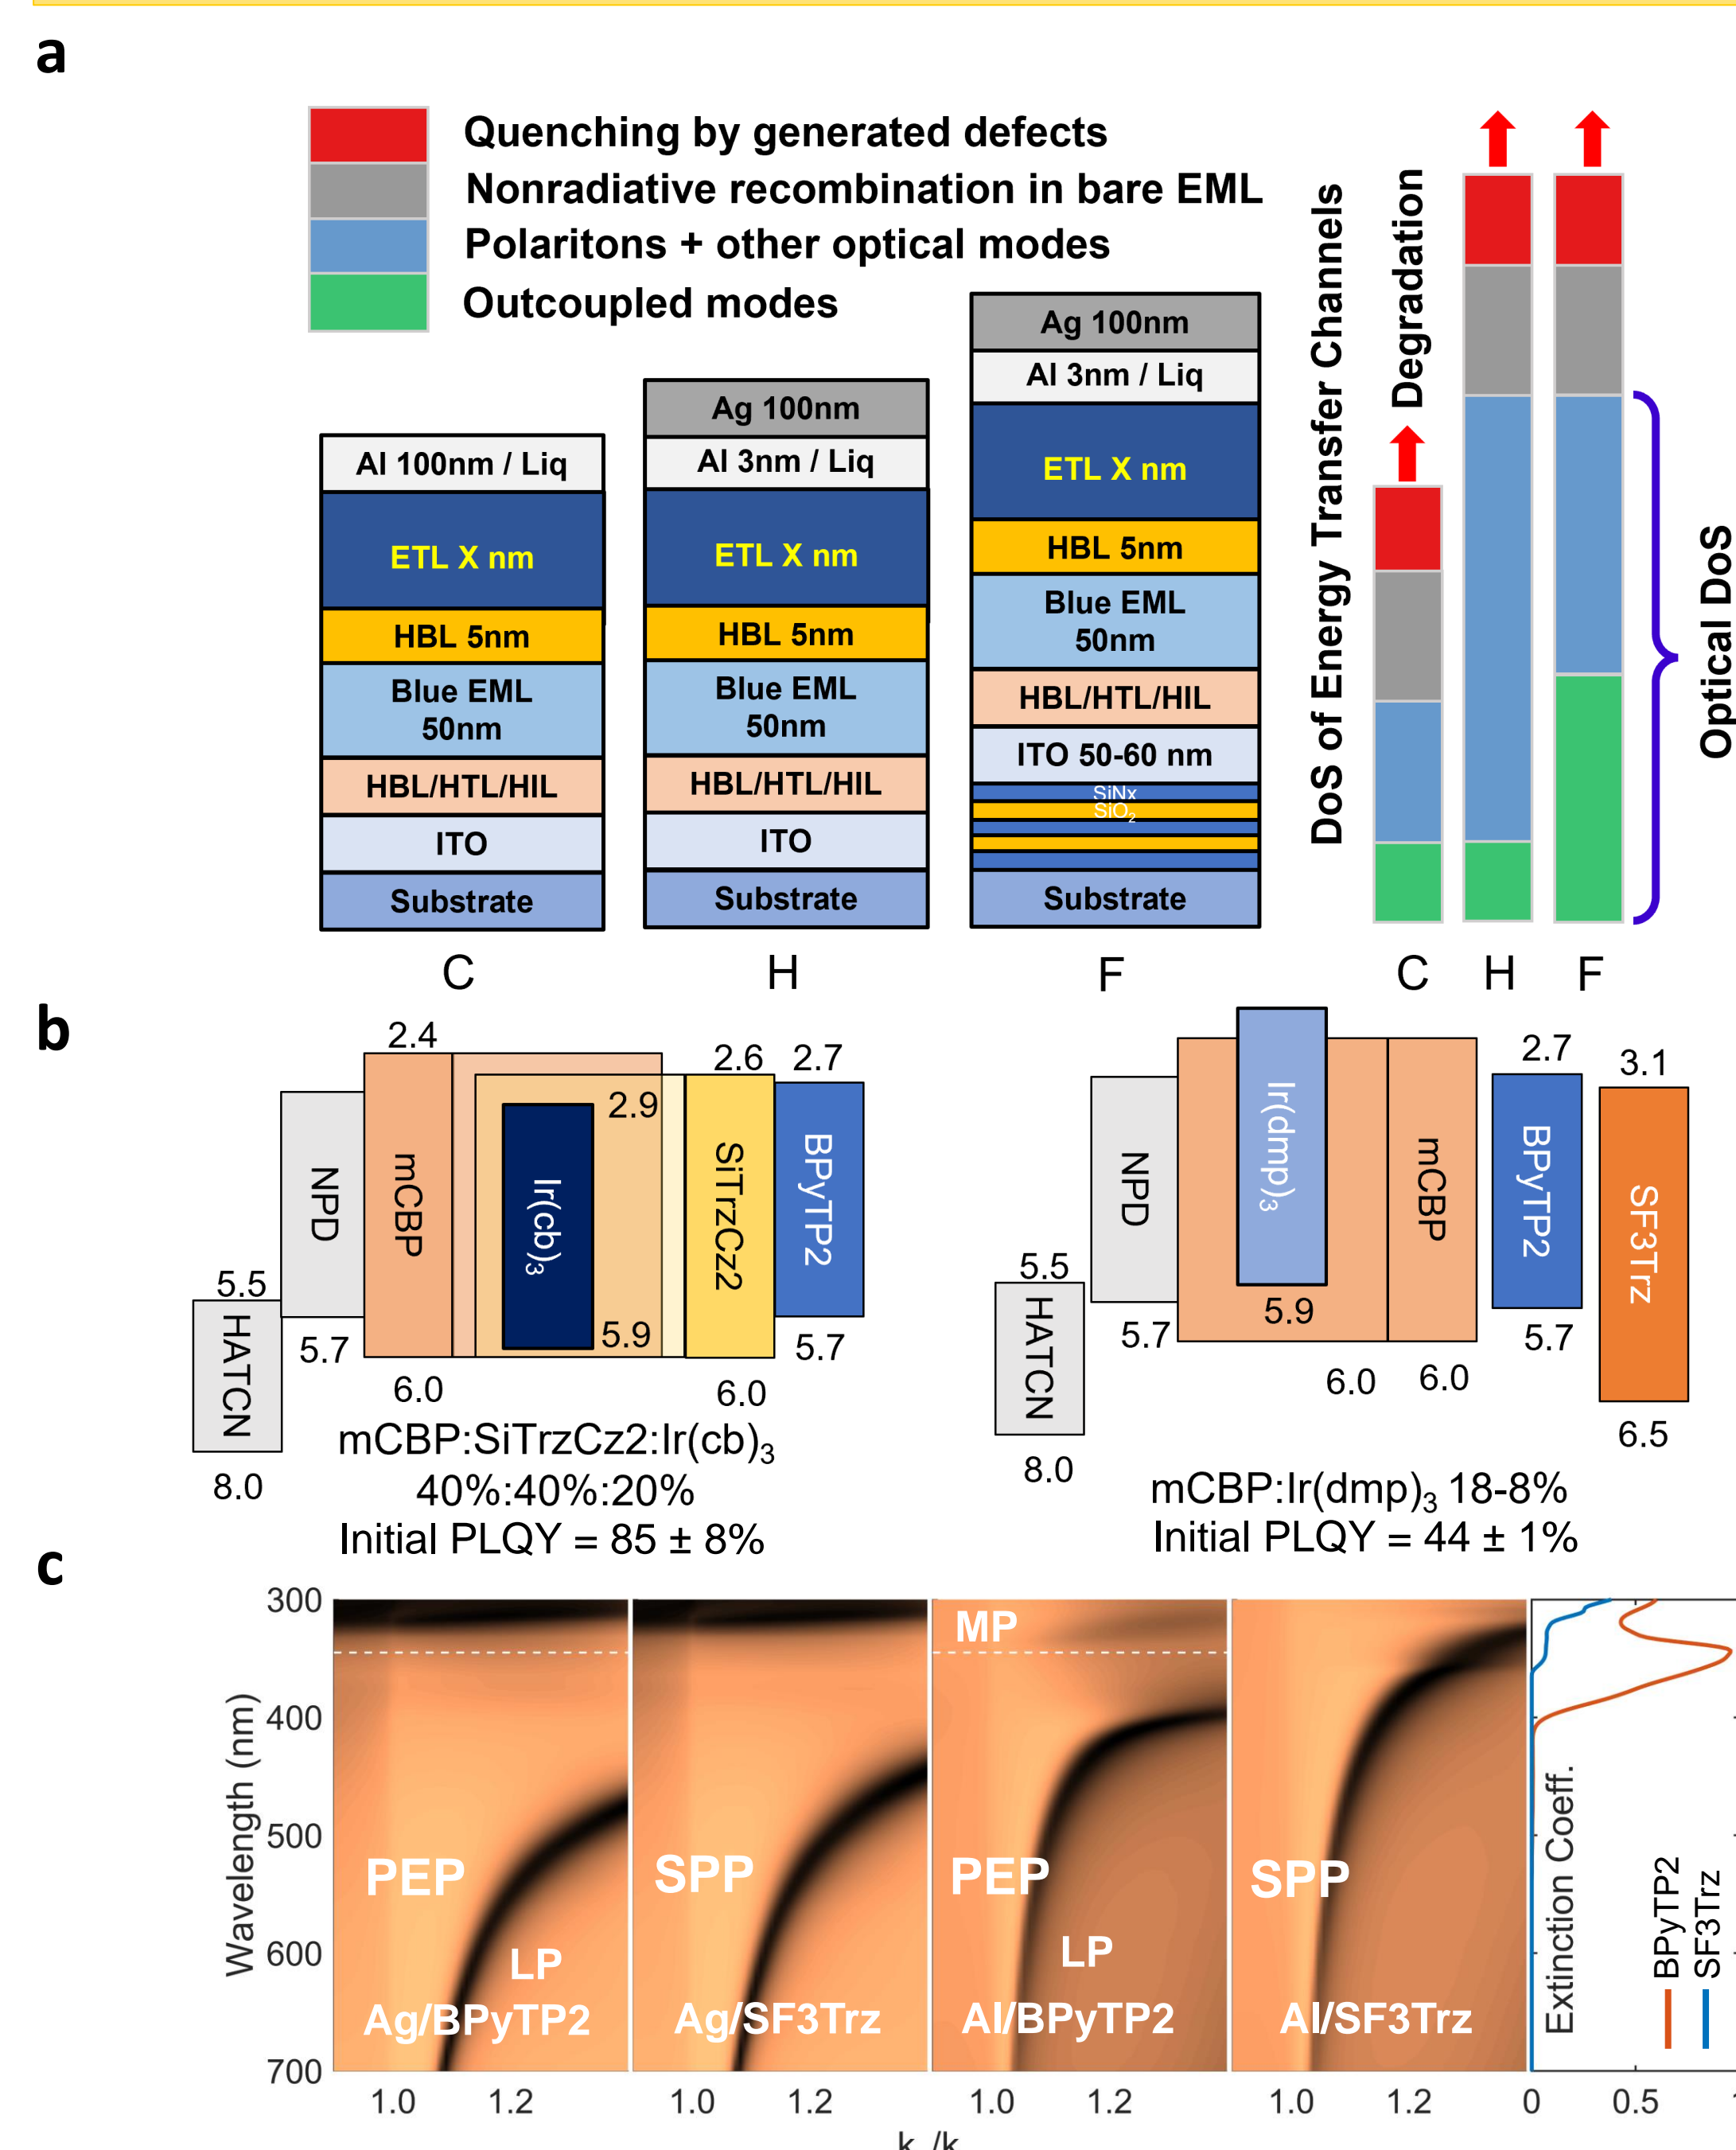 a
Quenching by generated defects
Nonradiative recombination in bare EML
Polaritons + other optical modes
Outcoupled modes
Al 100nm / Liq
ETL X nm
HBL 5nm
Blue EML
50nm
HBL/HTL/HIL
ITO
Substrate
C
Ag 100nm
Al 3nm / Liq
ETL X nm
HBL 5nm
Blue EML
50nm
HBL/HTL/HIL
ITO
Substrate
H
Ag 100nm
Al 3nm / Liq
ETL X nm
HBL 5nm
Blue EML
50nm
HBL/HTL/HIL
ITO 50-60 nm
SiNx
SiO₂
Substrate
F
DoS of Energy Transfer Channels
Degradation
Optical DoS
C H F
b
2.4
2.6 2.7
2.9
NPD
mCBP
Ir(cb)₃
SiTrzCz2
BPyTP2
5.5
HATCN
5.7
5.9
5.7
6.0
6.0
8.0
mCBP:SiTrzCz2:Ir(cb)₃
40%:40%:20%
Initial PLQY = 85 ± 8%
2.7
3.1
NPD
Ir(dmp)₃
mCBP
BPyTP2
SF3Trz
5.5
HATCN
5.7
5.9
5.7
6.0
6.0
6.5
8.0
mCBP:Ir(dmp)₃ 18-8%
Initial PLQY = 44 ± 1%
c
Wavelength (nm)
300
400
500
600
700
PEP
LP
Ag/BPyTP2
1.0 1.2
SPP
Ag/SF3Trz
1.0 1.2
MP
PEP
LP
Al/BPyTP2
1.0 1.2
SPP
Al/SF3Trz
1.0 1.2
Extinction Coeff.
BPyTP2
SF3Trz
0 0.5